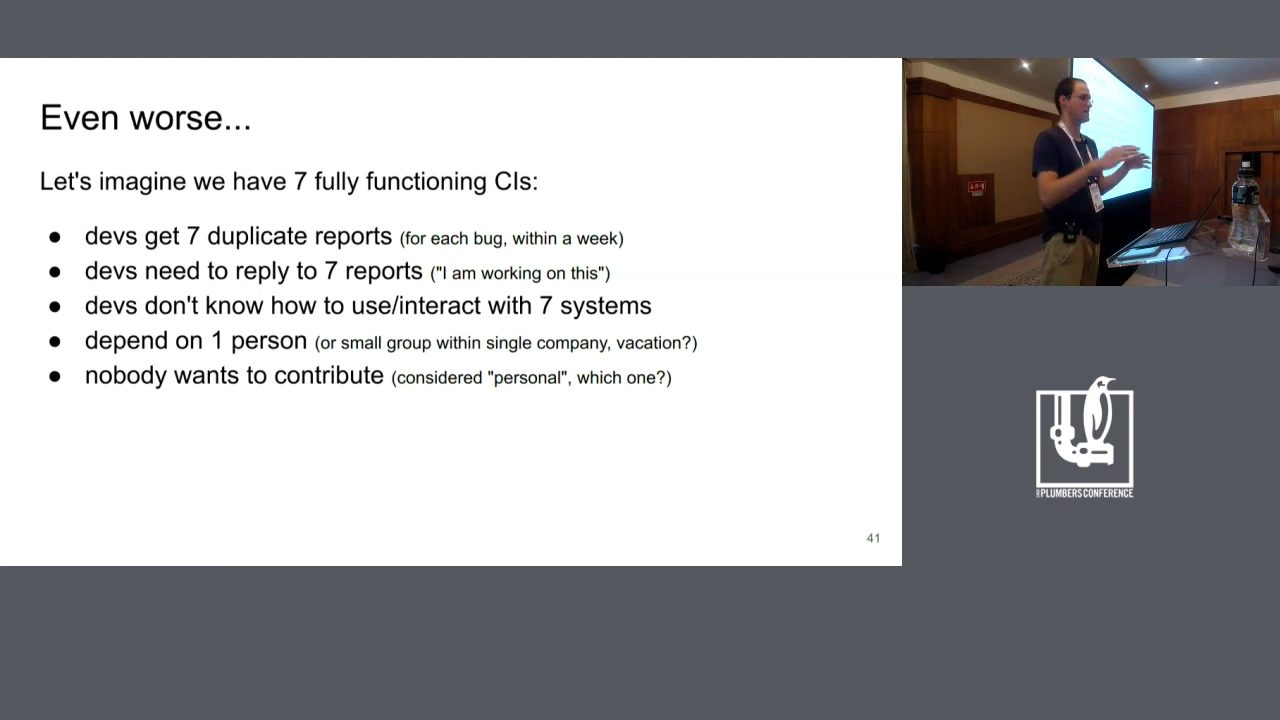 Even worse...
Let's imagine we have 7 fully functioning CIs:
● devs get 7 duplicate reports (for each bug, within a week)
● devs need to reply to 7 reports ("I am working on this")
● devs don't know how to use/interact with 7 systems
● depend on 1 person (or small group within single company, vacation?)
● nobody wants to contribute (considered "personal", which one?)
41
PLUMBERS CONFERENCE